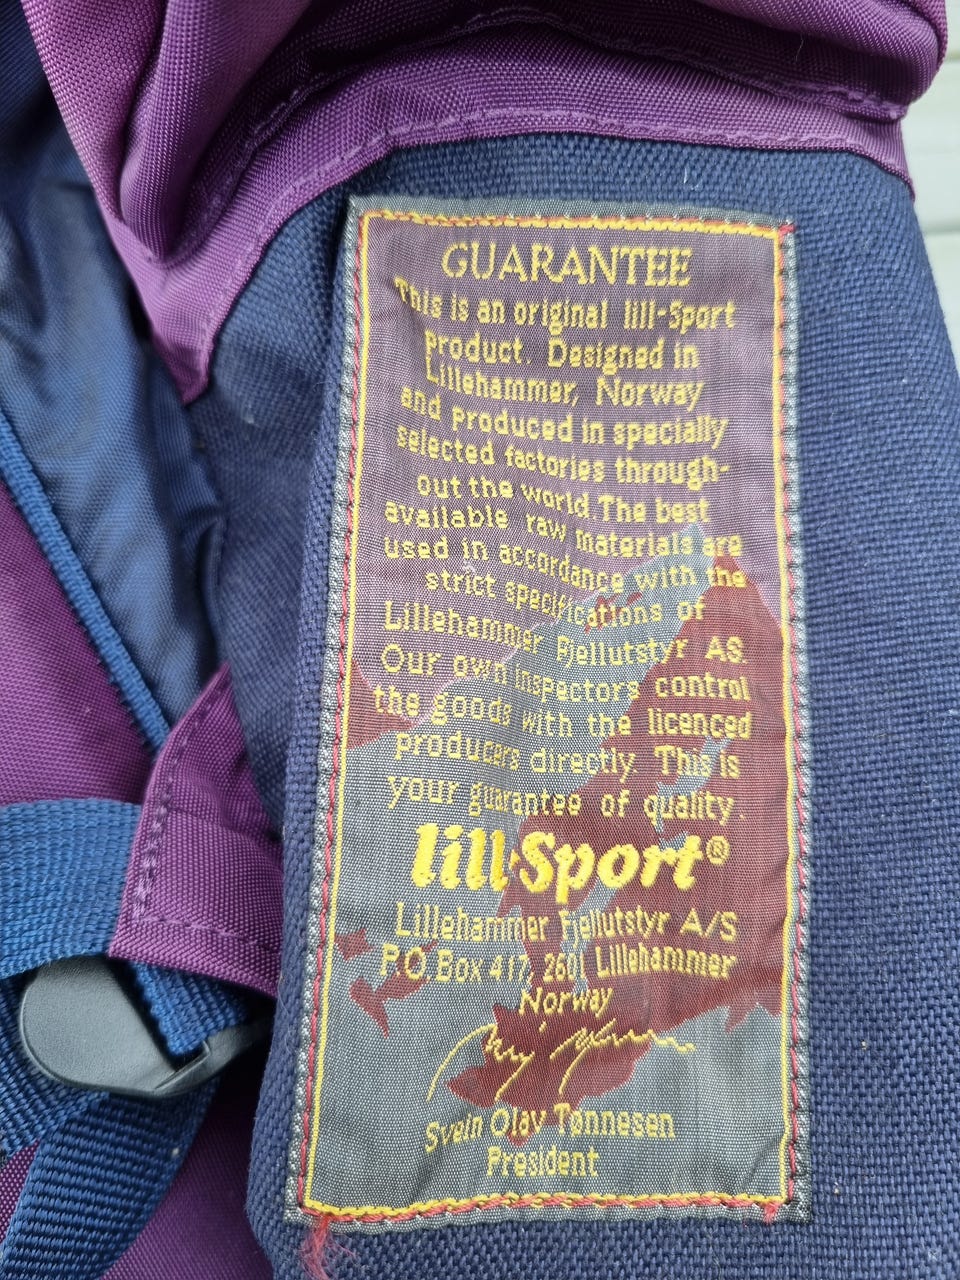 GUARANTEE
This is an original lill-Sport
Product. Designed in
Lillehammer, Norway
and produced in specially
selected factories through-
out the world. The best
available raw materials are
used in accordance with the
strict specifications of
Lillehammer Fjellutstyr AS.
Our own inspectors control
the goods with the licenced
producers directly. This is
your guarantee of quality.
lill-Sport®
Lillehammer Fjellutstyr A/S
P.O. Box 417, 2601 Lillehammer
Norway
Svein Olav Tønnesen
President